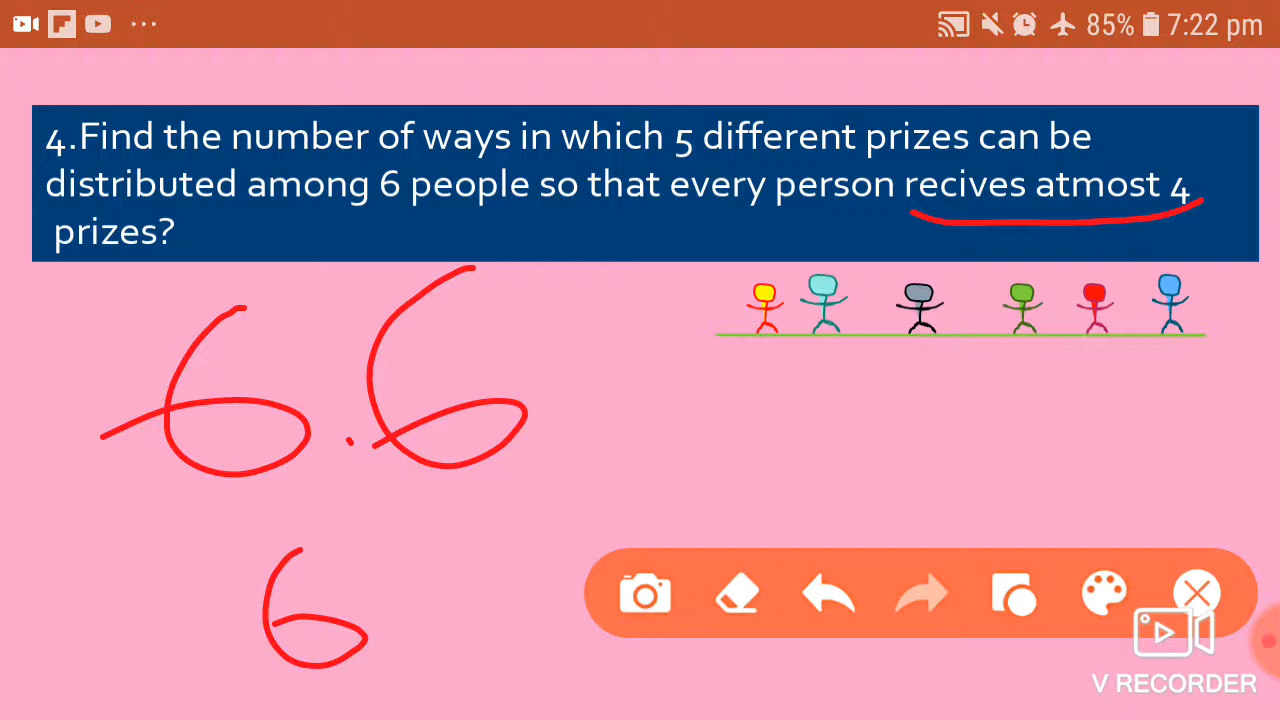 85% 7:22 pm
4.Find the number of ways in which 5 different prizes can be
distributed among 6 people so that every person recives atmost 4
prizes?
6.6
6
V RECORDER